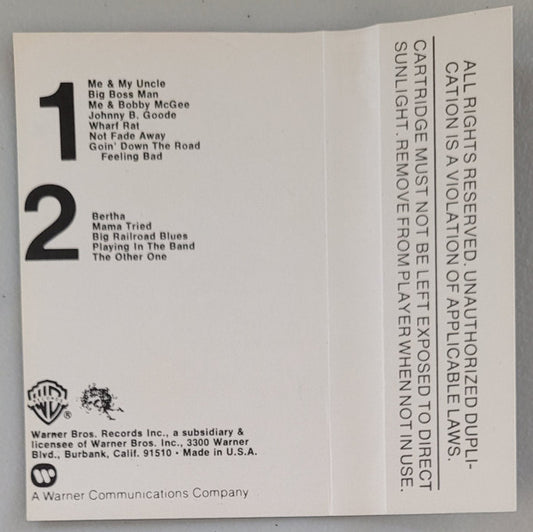 1
Me & My Uncle
Big Boss Man
Me & Bobby McGee
Johnny B. Goode
Wharf Rat
Not Fade Away
Goin' Down The Road
Feeling Bad
2
Bertha
Mama Tried
Big Railroad Blues
Playing In The Band
The Other One
WB
®
Warner Bros. Records Inc., a subsidiary &
licensee of Warner Bros. Inc., 3300 Warner
Blvd., Burbank, Calif. 91510 • Made in U.S.A.
A Warner Communications Company
ALL RIGHTS RESERVED. UNAUTHORIZED DUPLI-
CATION IS A VIOLATION OF APPLICABLE LAWS.
CARTRIDGE MUST NOT BE LEFT EXPOSED TO DIRECT
SUNLIGHT. REMOVE FROM PLAYER WHEN NOT IN USE.